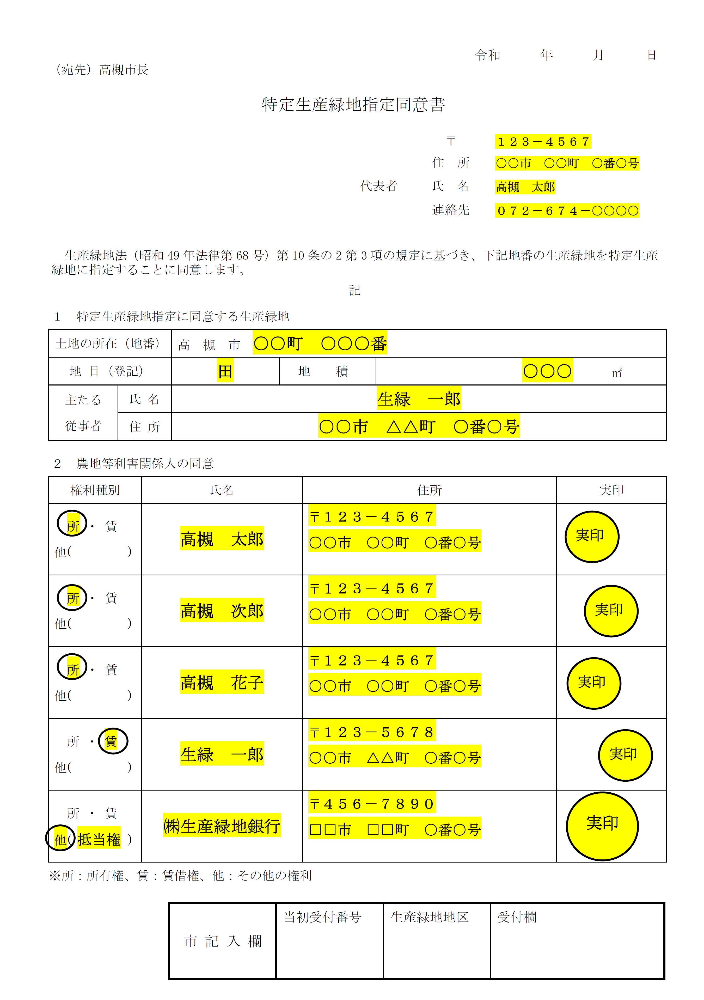 令和　　　年　　　月　　　日
（宛先）高槻市長
特定生産緑地指定同意書
〒　１２３－４５６７
住　所　〇〇市　〇〇町　〇番〇号
代表者　氏　名　高槻　太郎
連絡先　０７２－６７４－〇〇〇〇
生産緑地法（昭和 49 年法律第 68 号）第 10 条の 2 第 3 項の規定に基づき、下記地番の生産緑地を特定生産
緑地に指定することに同意します。
記
１　特定生産緑地指定に同意する生産緑地
土地の所在（地番）　高　槻　市　〇〇町　〇〇〇番
地 目（登記）　田　地　積　〇〇〇　㎡
主たる
従事者
氏 名　生緑　一郎
住 所　〇〇市　△△町　〇番〇号
２　農地等利害関係人の同意
権利種別　氏名　住所　実印
所 ・ 賃
他(　　　　)
高槻　太郎
〒１２３－４５６７
〇〇市　〇〇町　〇番〇号
実印
所 ・ 賃
他(　　　　)
高槻　次郎
〒１２３－４５６７
〇〇市　〇〇町　〇番〇号
実印
所 ・ 賃
他(　　　　)
高槻　花子
〒１２３－４５６７
〇〇市　〇〇町　〇番〇号
実印
所 ・ 賃
他(　　　　)
生緑　一郎
〒１２３－５６７８
〇〇市　△△町　〇番〇号
実印
所 ・ 賃
他( 抵当権 )
㈱生産緑地銀行
〒４５６－７８９０
□□市　□□町　〇番〇号
実印
※所：所有権、賃：賃借権、他：その他の権利
市 記 入 欄
当初受付番号　生産緑地地区　受付欄